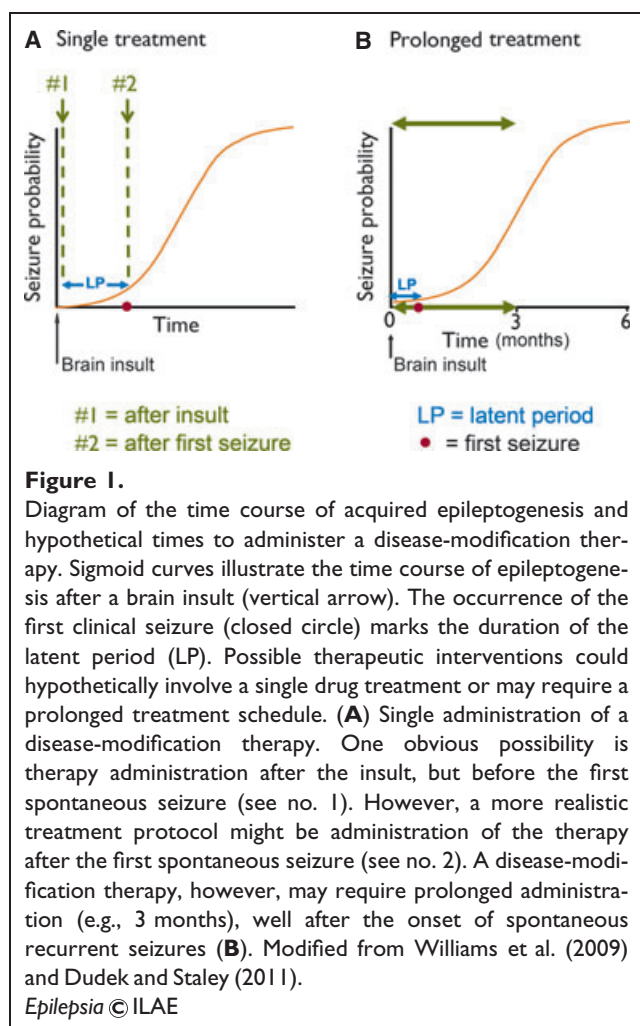 A Single treatment
B Prolonged treatment
#1 #2
Seizure probability
LP
Time
Brain insult
Seizure probability
LP
0 3 6
Time (months)
Brain insult
#1 = after insult
#2 = after first seizure
LP = latent period
= first seizure
Figure 1.
Diagram of the time course of acquired epileptogenesis and
hypothetical times to administer a disease-modification ther-
apy. Sigmoid curves illustrate the time course of epileptogene-
sis after a brain insult (vertical arrow). The occurrence of the
first clinical seizure (closed circle) marks the duration of the
latent period (LP). Possible therapeutic interventions could
hypothetically involve a single drug treatment or may require a
prolonged treatment schedule. (A) Single administration of a
disease-modification therapy. One obvious possibility is
therapy administration after the insult, but before the first
spontaneous seizure (see no. 1). However, a more realistic
treatment protocol might be administration of the therapy
after the first spontaneous seizure (see no. 2). A disease-modi-
fication therapy, however, may require prolonged administra-
tion (e.g., 3 months), well after the onset of spontaneous
recurrent seizures (B). Modified from Williams et al. (2009)
and Dudek and Staley (2011).
Epilepsia © ILAE